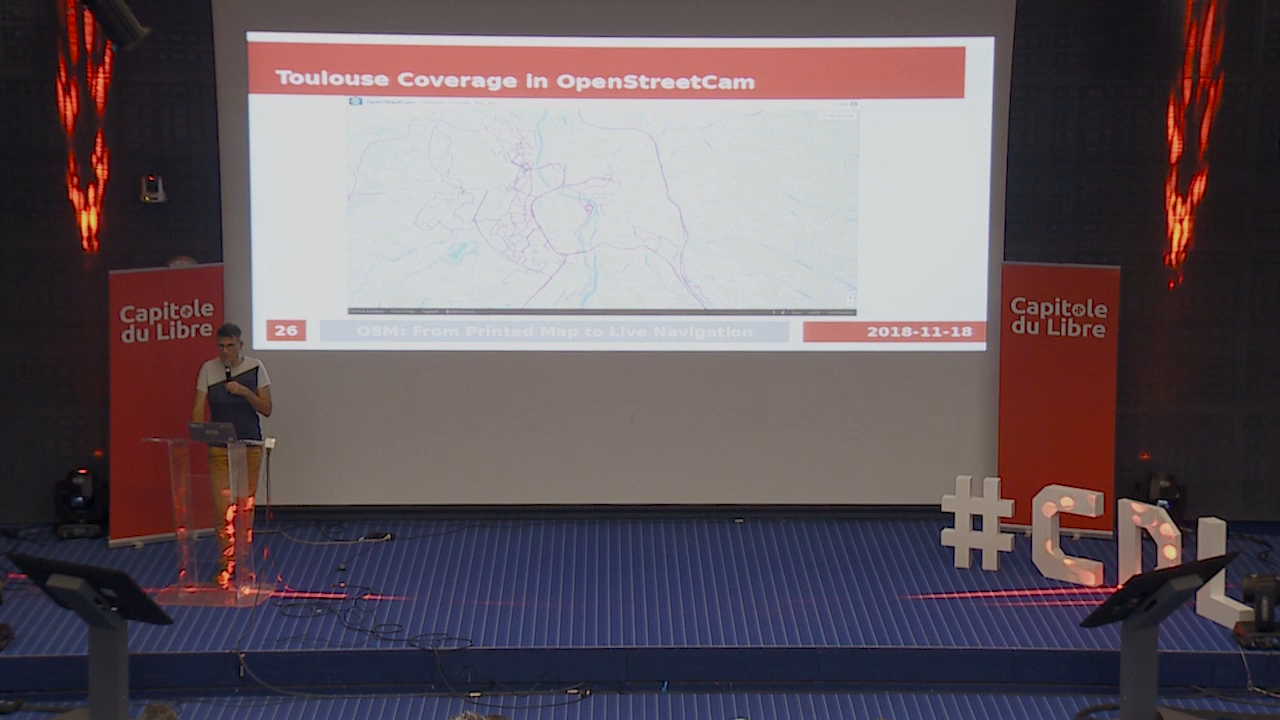 Toulouse Coverage in OpenStreetCam
26
OSM: From Printed Map to Live Navigation
2018-11-18
Capitole
du Libre
Capitole
du Libre
#CDL